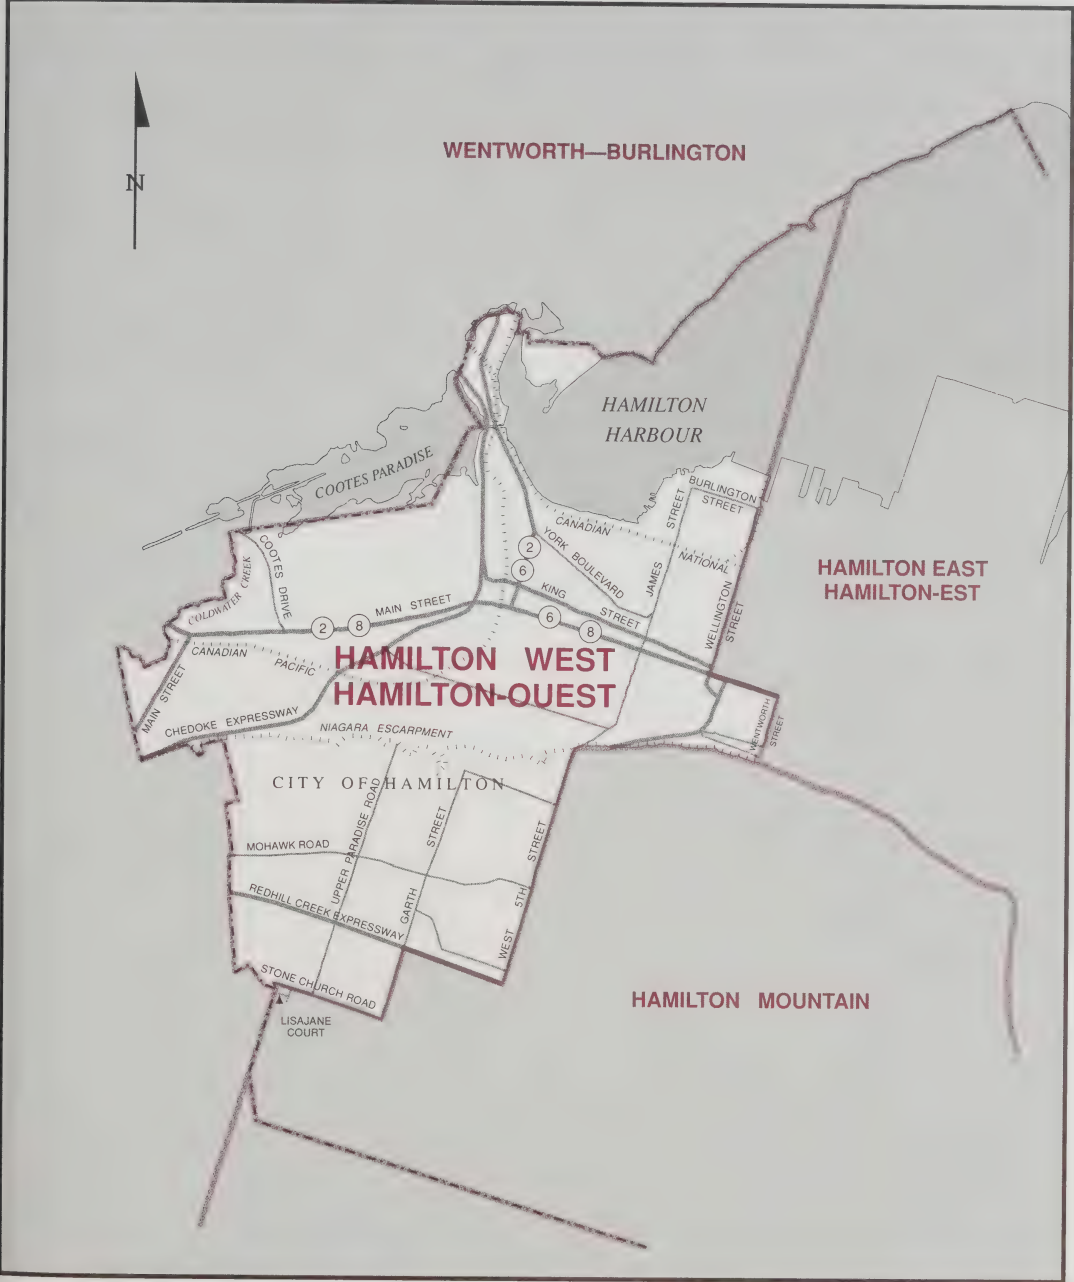 WENTWORTH—BURLINGTON
N
HAMILTON
HARBOUR
COOTES PARADISE
BURLINGTON
STREET
STREET
JAMES
CANADIAN
NATIONAL
2
YORK BOULEVARD
6
HAMILTON EAST
HAMILTON-EST
COOTES DRIVE
COLDWATER CREEK
MAIN STREET
KING
STREET
WELLINGTON
STREET
2
8
6
8
CANADIAN
PACIFIC
HAMILTON WEST
HAMILTON-OUEST
MAIN STREET
CHEDOKE EXPRESSWAY
NIAGARA ESCARPMENT
WENTWORTH
STREET
CITY OF HAMILTON
UPPER PARADISE ROAD
GARTH
STREET
WEST 5TH STREET
MOHAWK ROAD
REDHILL CREEK EXPRESSWAY
STONE CHURCH ROAD
LISAJANE
COURT
HAMILTON MOUNTAIN